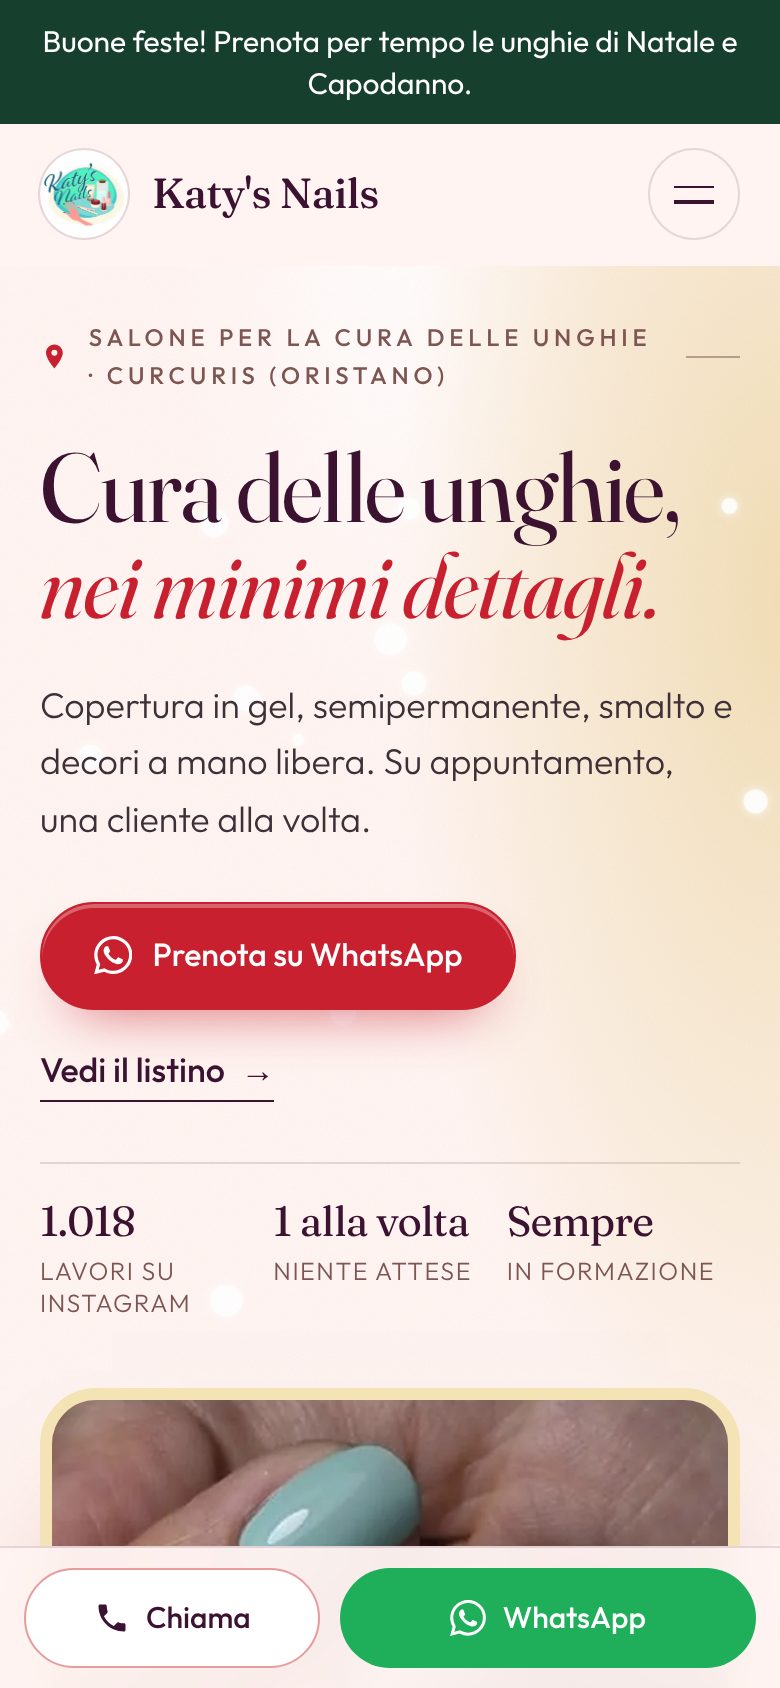 Buone feste! Prenota per tempo le unghie di Natale e
Capodanno.
Katy's
Nails
Katy's Nails
SALONE PER LA CURA DELLE UNGHIE
· CURCURIS (ORISTANO)
Cura delle unghie,
nei minimi dettagli.
Copertura in gel, semipermanente, smalto e
decori a mano libera. Su appuntamento,
una cliente alla volta.
Prenota su WhatsApp
Vedi il listino →
1.018
LAVORI SU
INSTAGRAM
1 alla volta
NIENTE ATTESE
Sempre
IN FORMAZIONE
Chiama
WhatsApp